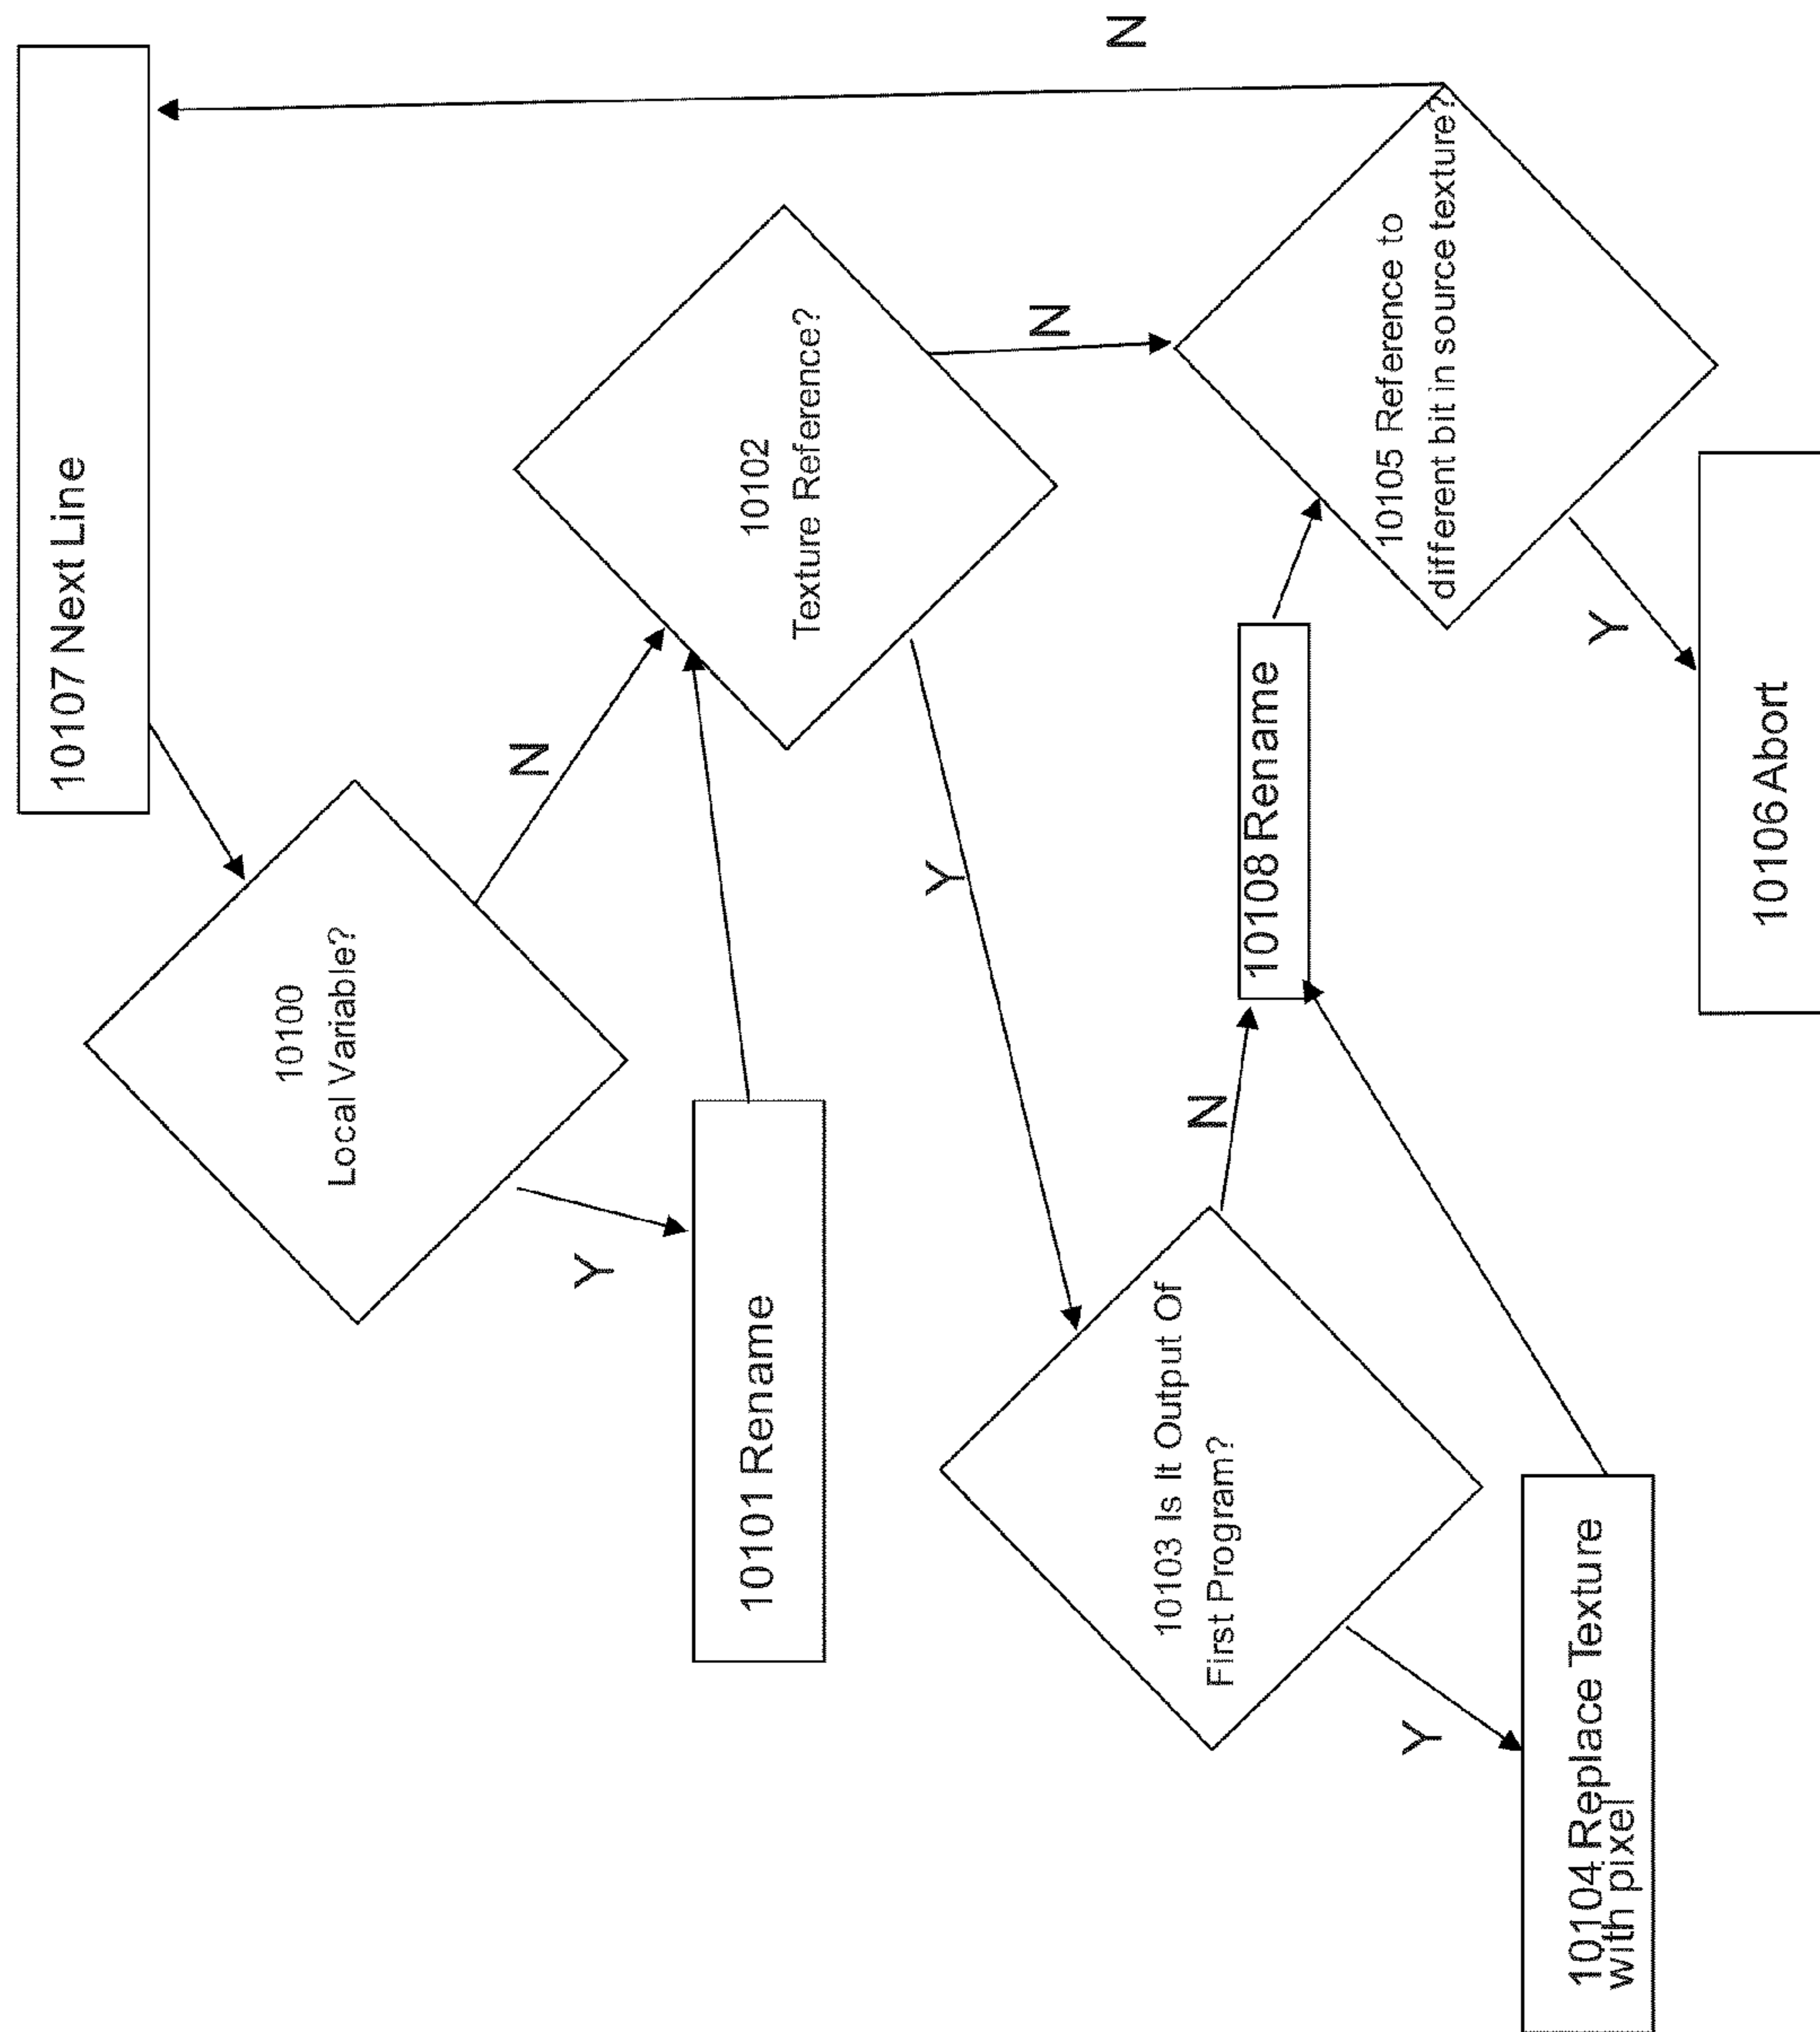 10107 Next Line
10100
Local Variable?
N
Y
10101 Rename
10102
Texture Reference?
N
N
Y
10103 Is It Output Of
First Program?
N
10108 Rename
10105 Reference to
different bit in source texture?
Y
Y
10104 Replace Texture
with pixel
10106 Abort